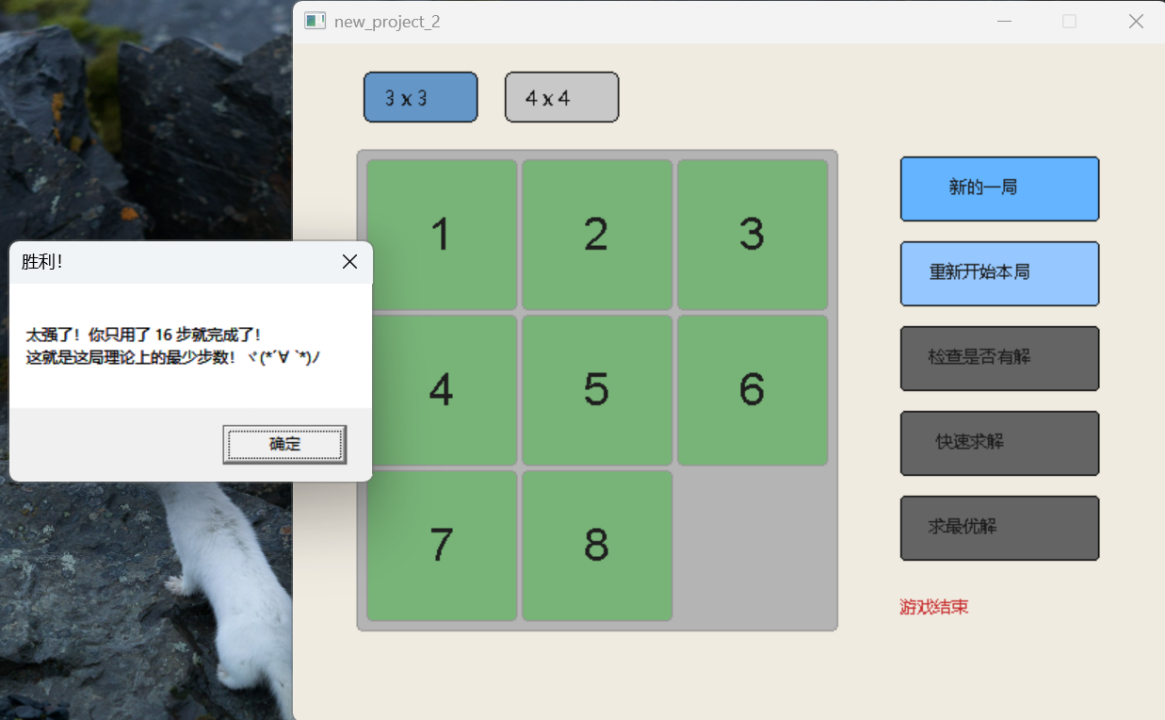 new_project_2
3 x 3
4 x 4
胜利！
太强了！你只用了 16 步就完成了！
这就是这局理论上的最少步数！ヾ(*´∀ `*)ﾉ
确定
1 2 3
4 5 6
7 8
新的一局
重新开始本局
检查是否有解
快速求解
求最优解
游戏结束